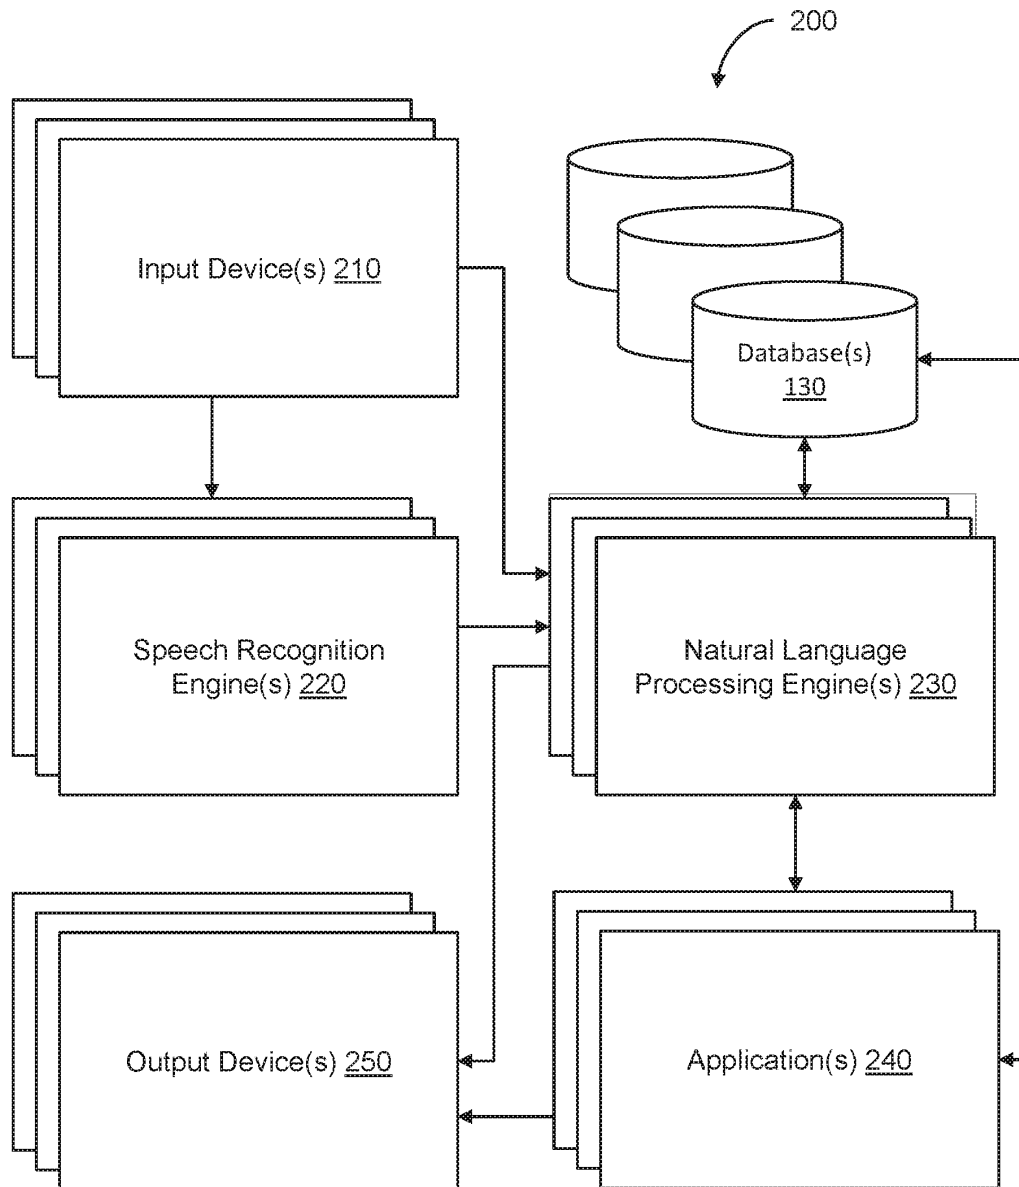 200
Input Device(s) 210
Database(s)
130
Speech Recognition
Engine(s) 220
Natural Language
Processing Engine(s) 230
Output Device(s) 250
Application(s) 240